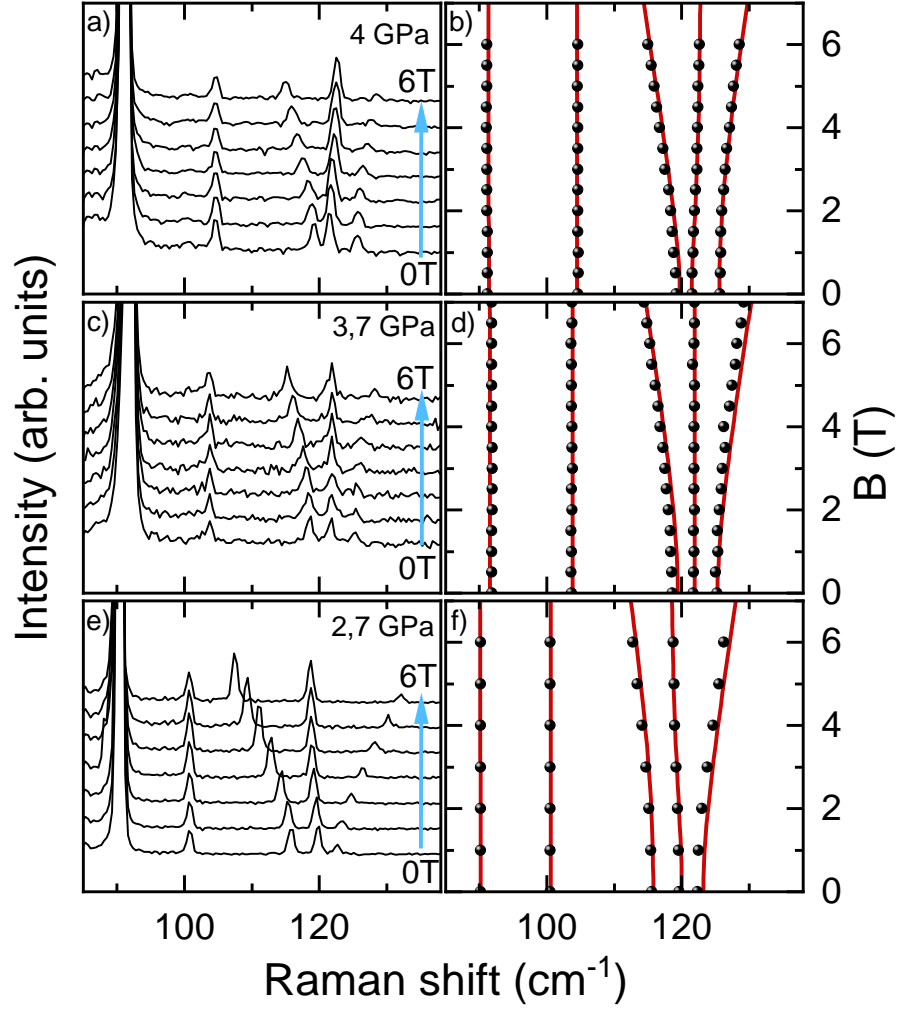 a) 4 GPa
6T
0T
b)
6
4
2
0
c) 3,7 GPa
6T
0T
d)
6
4
2
0
e) 2,7 GPa
6T
0T
f)
6
4
2
0
Intensity (arb. units)
B (T)
100 120 100 120
Raman shift (cm⁻¹)